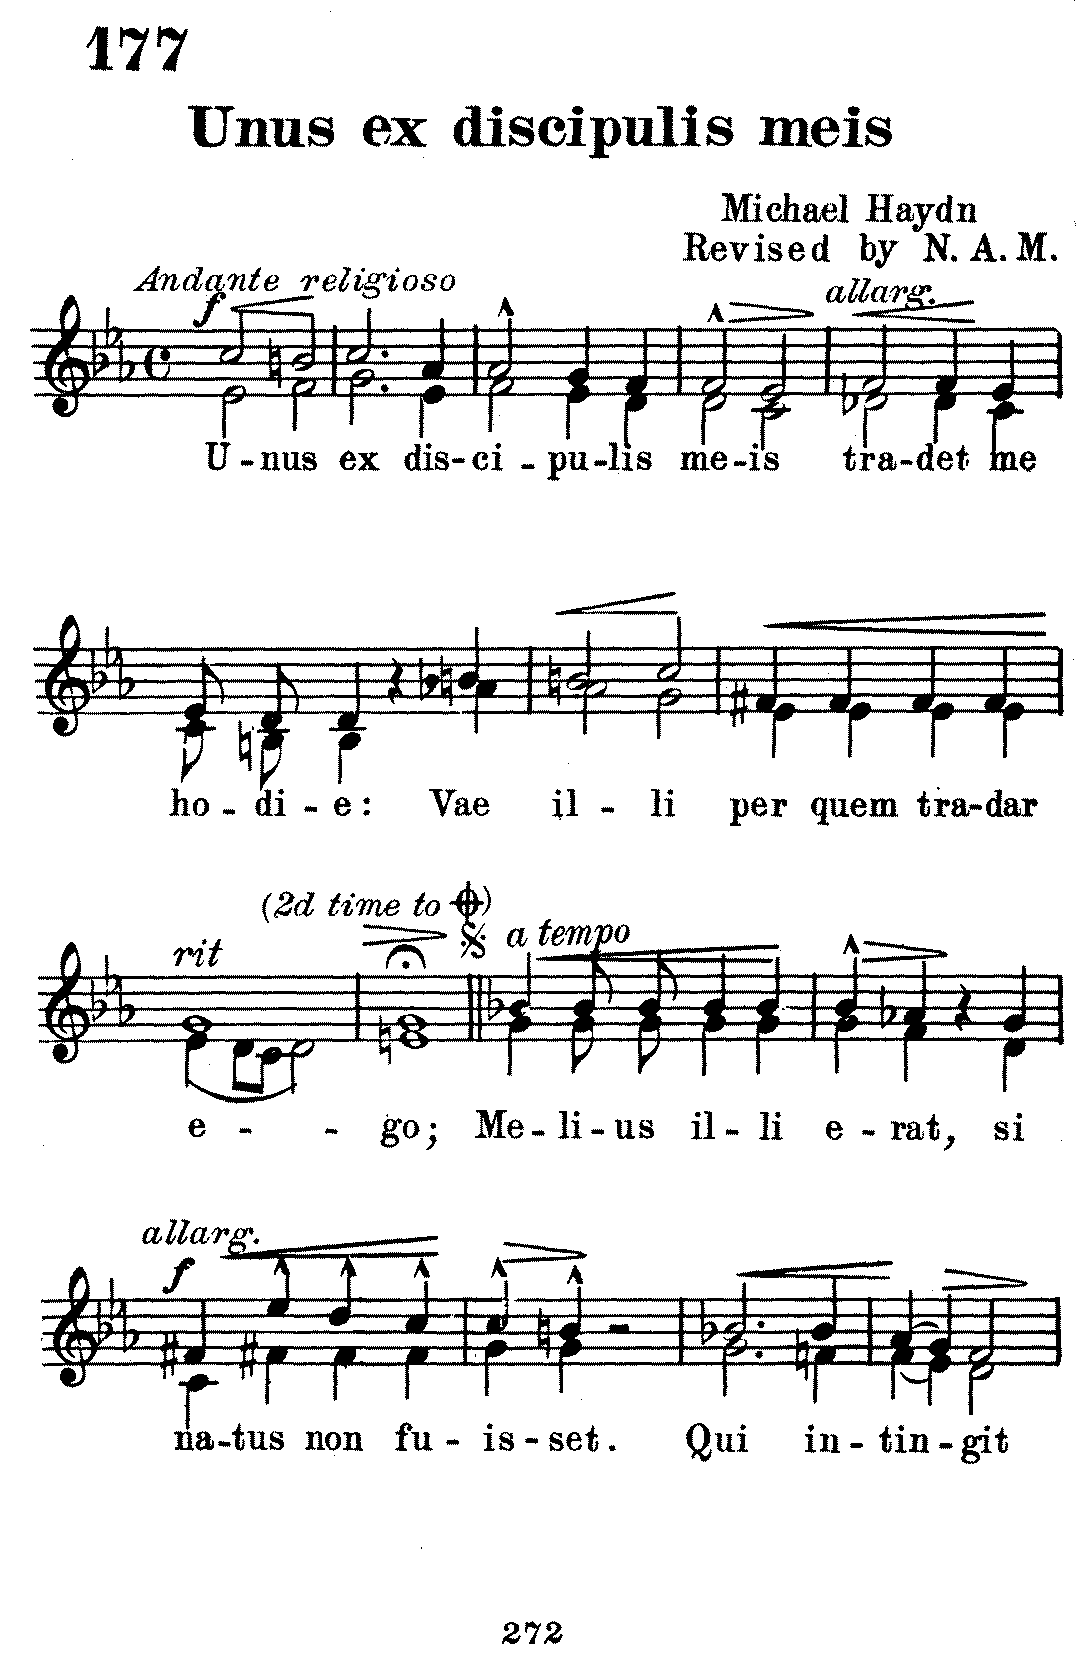 177
Unus ex discipulis meis
Michael Haydn
Revised by N. A. M.
Andante religioso
allarg.
f
U - nus ex dis - ci - pu - lis me - is tra - det me
ho - di - e: Vae il - li per quem tra - dar
(2d time to 𝄌)
rit
𝄋 a tempo
e - - go; Me - li - us il - li e - rat, si
allarg.
f
na - tus non fu - is - set. Qui in - tin - git
272